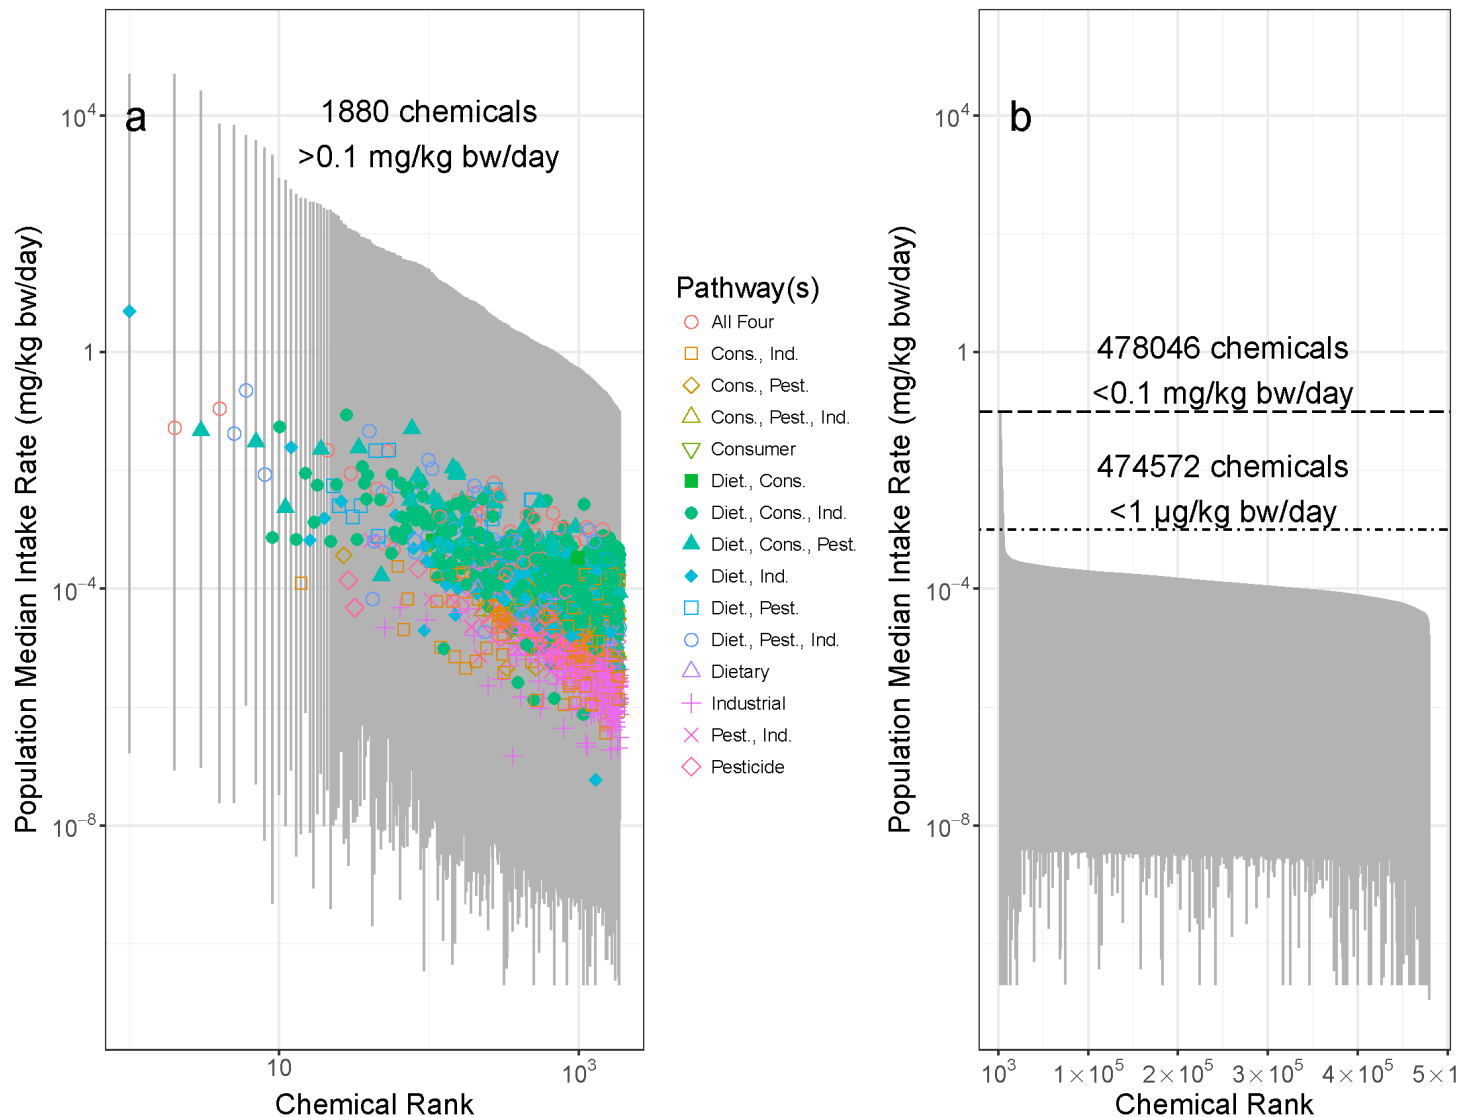 a
1880 chemicals
>0.1 mg/kg bw/day
Population Median Intake Rate (mg/kg bw/day)
10⁴
1
10⁻⁴
10⁻⁸
10
10³
Chemical Rank
Pathway(s)
All Four
Cons., Ind.
Cons., Pest.
Cons., Pest., Ind.
Consumer
Diet., Cons.
Diet., Cons., Ind.
Diet., Cons., Pest.
Diet., Ind.
Diet., Pest.
Diet., Pest., Ind.
Dietary
Industrial
Pest., Ind.
Pesticide
b
478046 chemicals
<0.1 mg/kg bw/day
474572 chemicals
<1 µg/kg bw/day
Population Median Intake Rate (mg/kg bw/day)
10⁴
1
10⁻⁴
10⁻⁸
10³
1×10⁵
2×10⁵
3×10⁵
4×10⁵
5×1
Chemical Rank